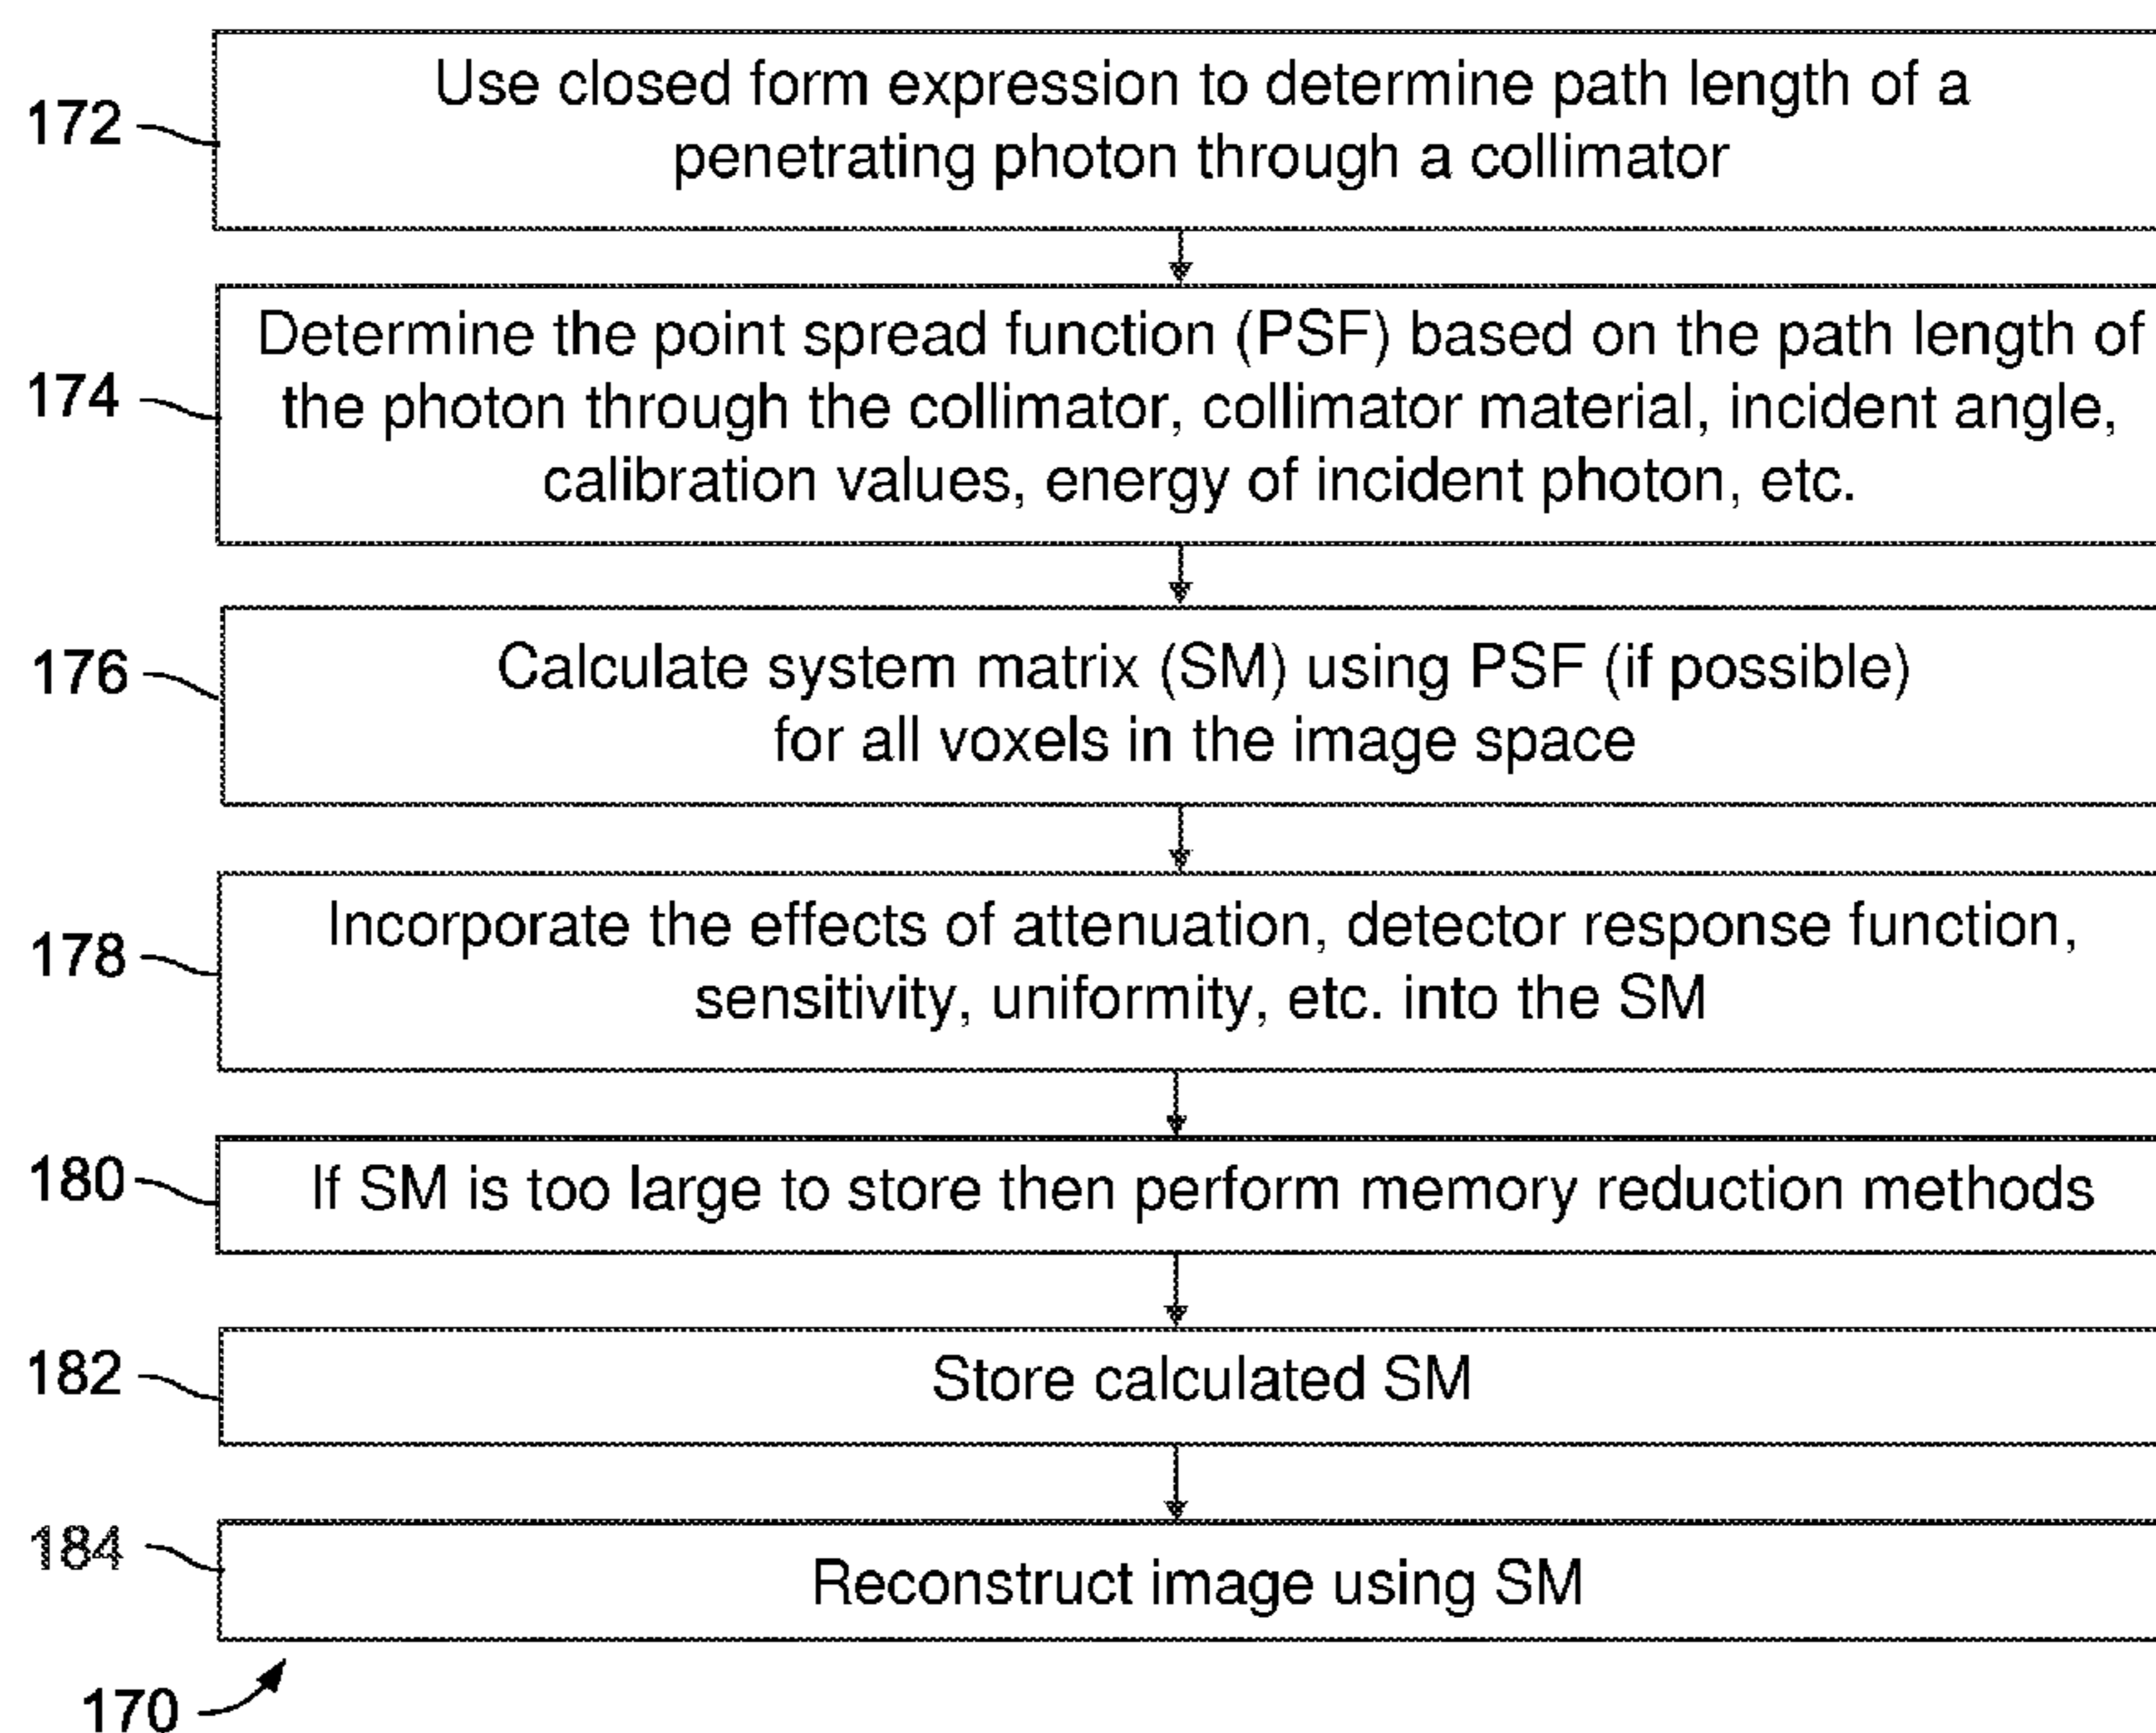 172
Use closed form expression to determine path length of a
penetrating photon through a collimator
174
Determine the point spread function (PSF) based on the path length of
the photon through the collimator, collimator material, incident angle,
calibration values, energy of incident photon, etc.
176
Calculate system matrix (SM) using PSF (if possible)
for all voxels in the image space
178
Incorporate the effects of attenuation, detector response function,
sensitivity, uniformity, etc. into the SM
180
If SM is too large to store then perform memory reduction methods
182
Store calculated SM
184
Reconstruct image using SM
170